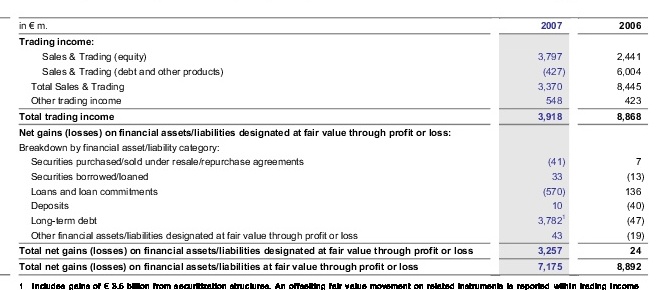 in € m. 2007 2006
Trading income:
Sales & Trading (equity) 3,797 2,441
Sales & Trading (debt and other products) (427) 6,004
Total Sales & Trading 3,370 8,445
Other trading income 548 423
Total trading income 3,918 8,868
Net gains (losses) on financial assets/liabilities designated at fair value through profit or loss:
Breakdown by financial asset/liability category:
Securities purchased/sold under resale/repurchase agreements (41) 7
Securities borrowed/loaned 33 (13)
Loans and loan commitments (570) 136
Deposits 10 (40)
Long-term debt 3,782¹ (47)
Other financial assets/liabilities designated at fair value through profit or loss 43 (19)
Total net gains (losses) on financial assets/liabilities designated at fair value through profit or loss 3,257 24
Total net gains (losses) on financial assets/liabilities at fair value through profit or loss 7,175 8,892
1 Includes gains of € 3.6 billion from securitization structures. An offsetting fair value movement on related instruments is reported within trading income